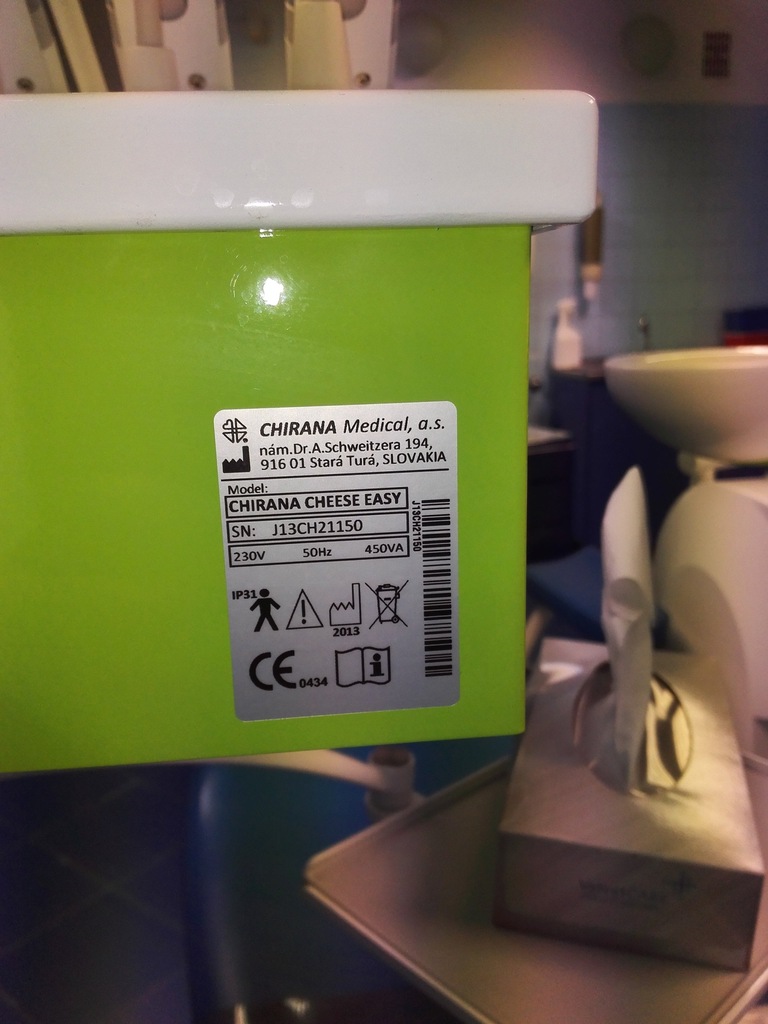 CHIRANA Medical, a.s.
nám.Dr.A.Schweitzera 194,
916 01 Stará Turá, SLOVAKIA
Model:
CHIRANA CHEESE EASY
SN: J13CH21150
230V 50Hz 450VA
J13CH21150
IP31
2013
CE 0434